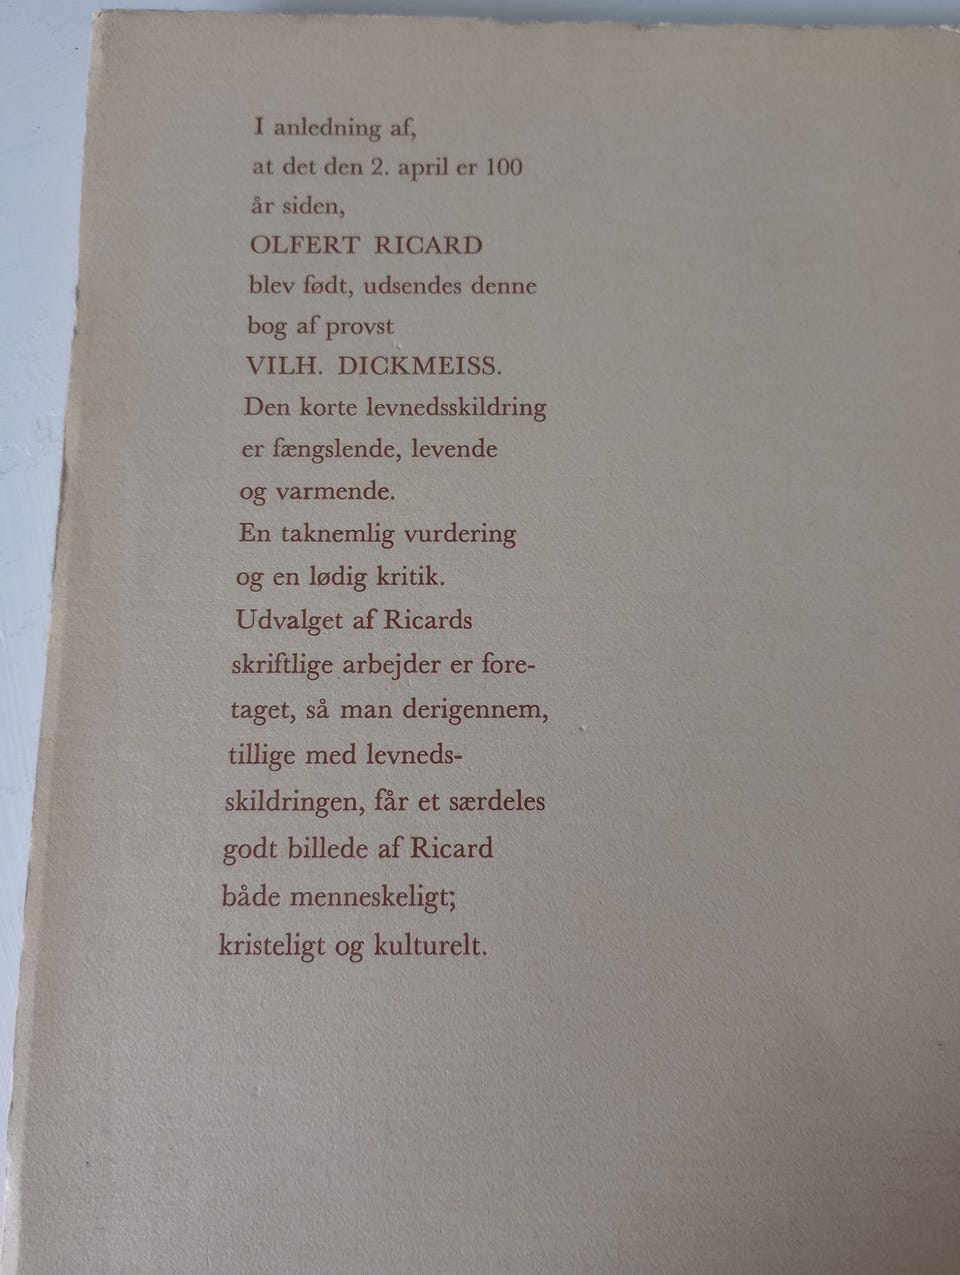 I anledning af,
at det den 2. april er 100
år siden,
OLFERT RICARD
blev født, udsendes denne
bog af provst
VILH. DICKMEISS.
Den korte levnedsskildring
er fængslende, levende
og varmende.
En taknemlig vurdering
og en lødig kritik.
Udvalget af Ricards
skriftlige arbejder er fore-
taget, så man derigennem,
tillige med levneds-
skildringen, får et særdeles
godt billede af Ricard
både menneskeligt;
kristeligt og kulturelt.